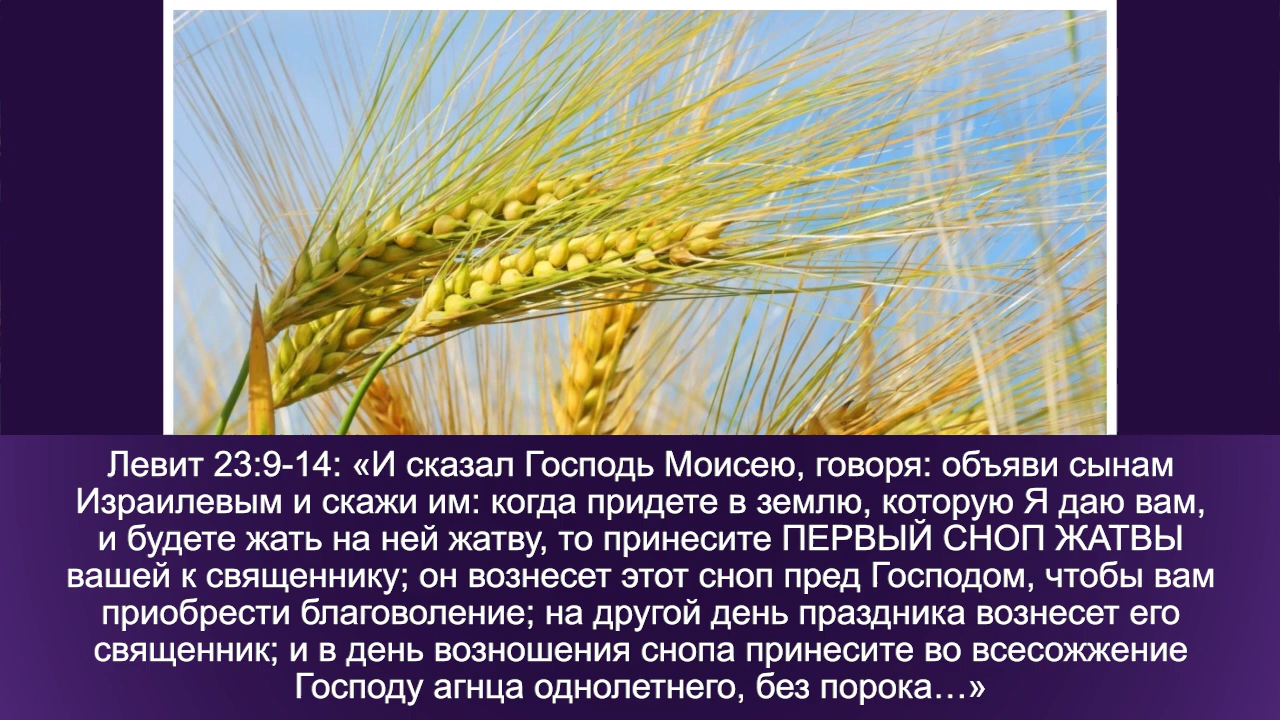 Левит 23:9-14: «И сказал Господь Моисею, говоря: объяви сынам
Израилевым и скажи им: когда придете в землю, которую Я даю вам,
и будете жать на ней жатву, то принесите ПЕРВЫЙ СНОП ЖАТВЫ
вашей к священнику; он вознесет этот сноп пред Господом, чтобы вам
приобрести благоволение; на другой день праздника вознесет его
священник; и в день возношения снопа принесите во всесожжение
Господу агнца однолетнего, без порока…»